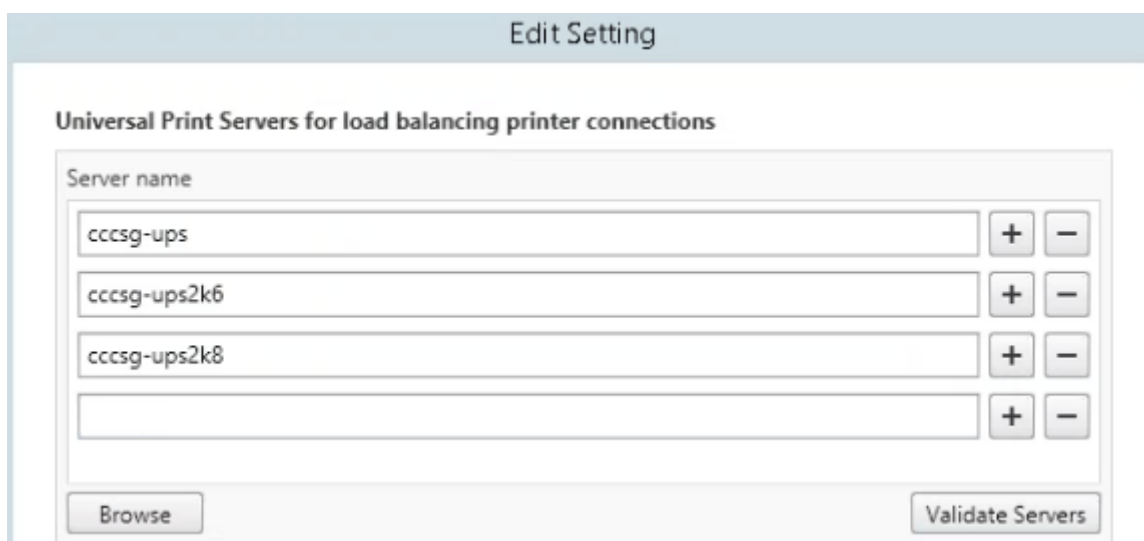 Edit Setting
Universal Print Servers for load balancing printer connections
Server name
cccsg-ups
cccsg-ups2k6
cccsg-ups2k8
Browse
Validate Servers